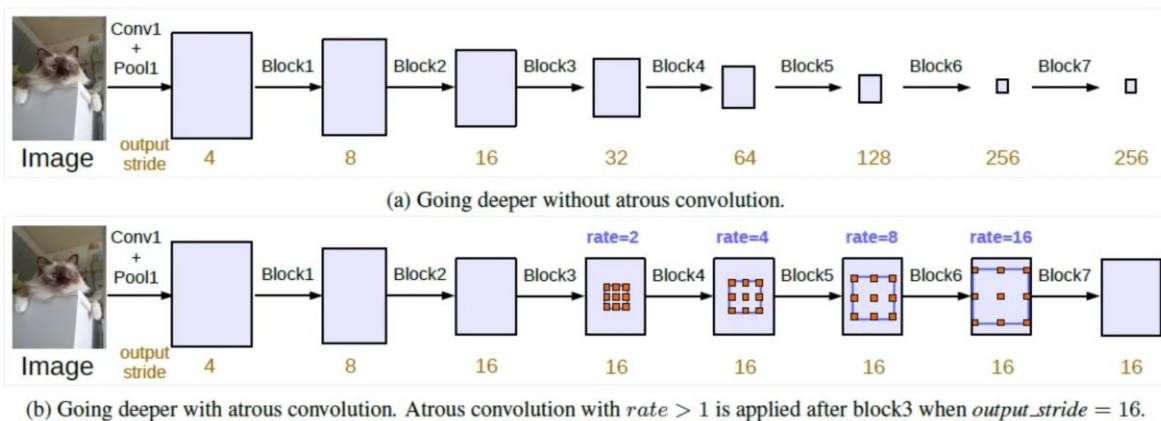 Conv1
+
Pool1
Block1 Block2 Block3 Block4 Block5 Block6 Block7
Image
output
stride
4 8 16 32 64 128 256 256
(a) Going deeper without atrous convolution.
rate=2 rate=4 rate=8 rate=16
Conv1
+
Pool1
Block1 Block2 Block3 Block4 Block5 Block6 Block7
Image
output
stride
4 8 16 16 16 16 16 16
(b) Going deeper with atrous convolution. Atrous convolution with rate > 1 is applied after block3 when output_stride = 16.